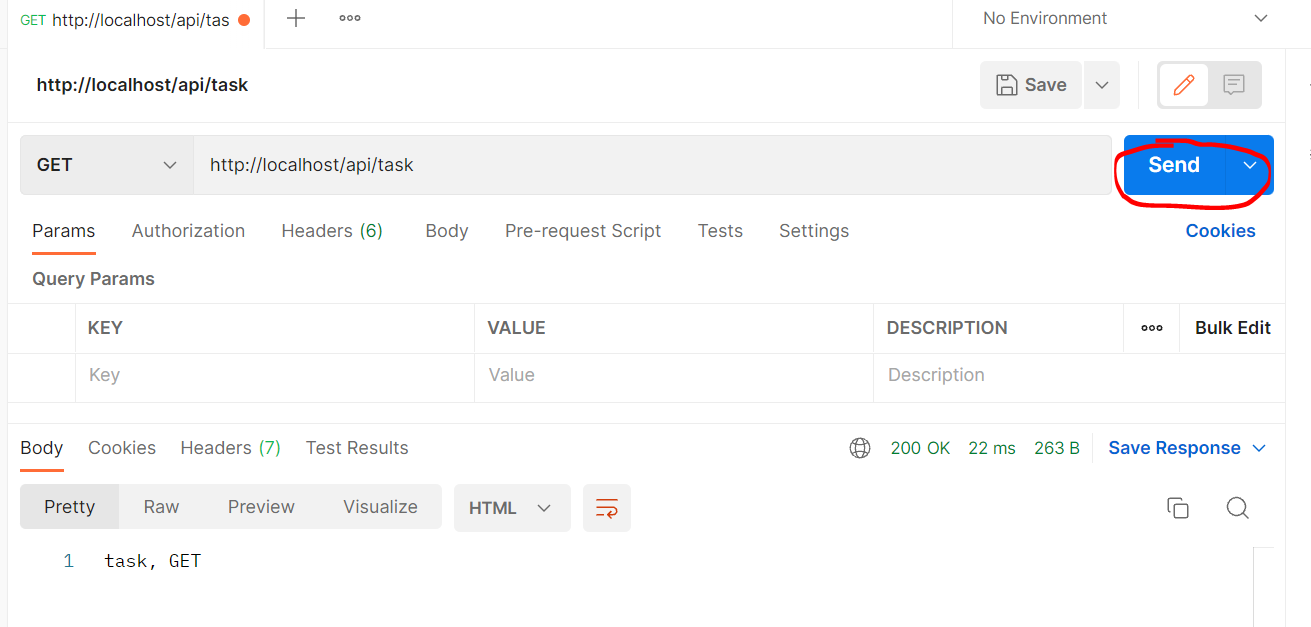 GET http://localhost/api/tas
No Environment
http://localhost/api/task
Save
GET
http://localhost/api/task
Send
Params Authorization Headers (6) Body Pre-request Script Tests Settings Cookies
Query Params
KEY VALUE DESCRIPTION Bulk Edit
Key Value Description
Body Cookies Headers (7) Test Results 200 OK 22 ms 263 B Save Response
Pretty Raw Preview Visualize HTML
1 task, GET